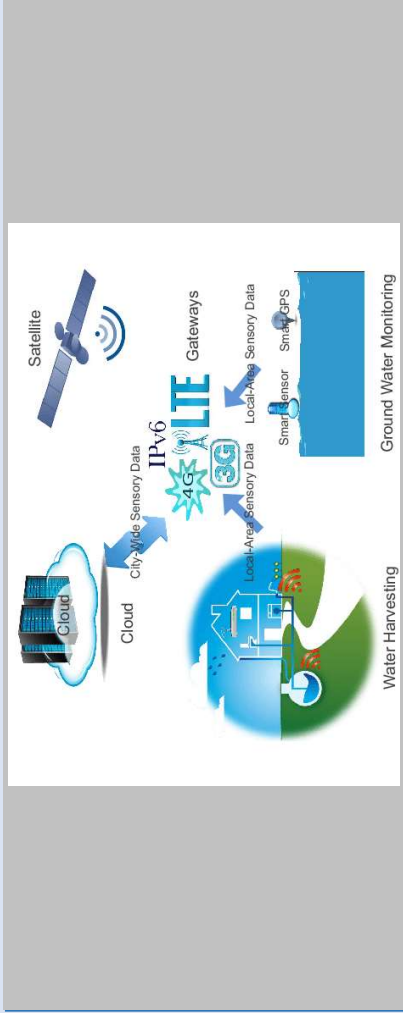 Cloud
Satellite
Cloud
City-Wide Sensory Data
IPv6
4G
3G
LTE
Gateways
Local-Area Sensory Data
Local-Area Sensory Data
Smart Sensor
Smart GPS
Water Harvesting
Ground Water Monitoring